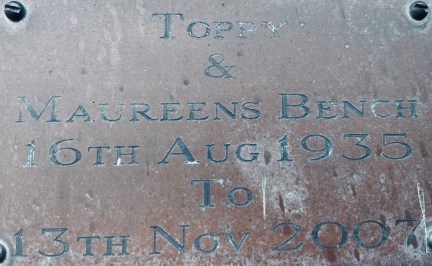 Toppy
&
Maureens Bench
16th Aug 1935
To
13th Nov 2007